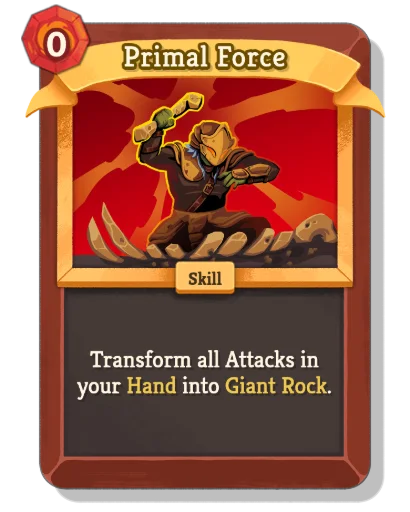 0
Primal Force
Skill
Transform all Attacks in
your Hand into Giant Rock.